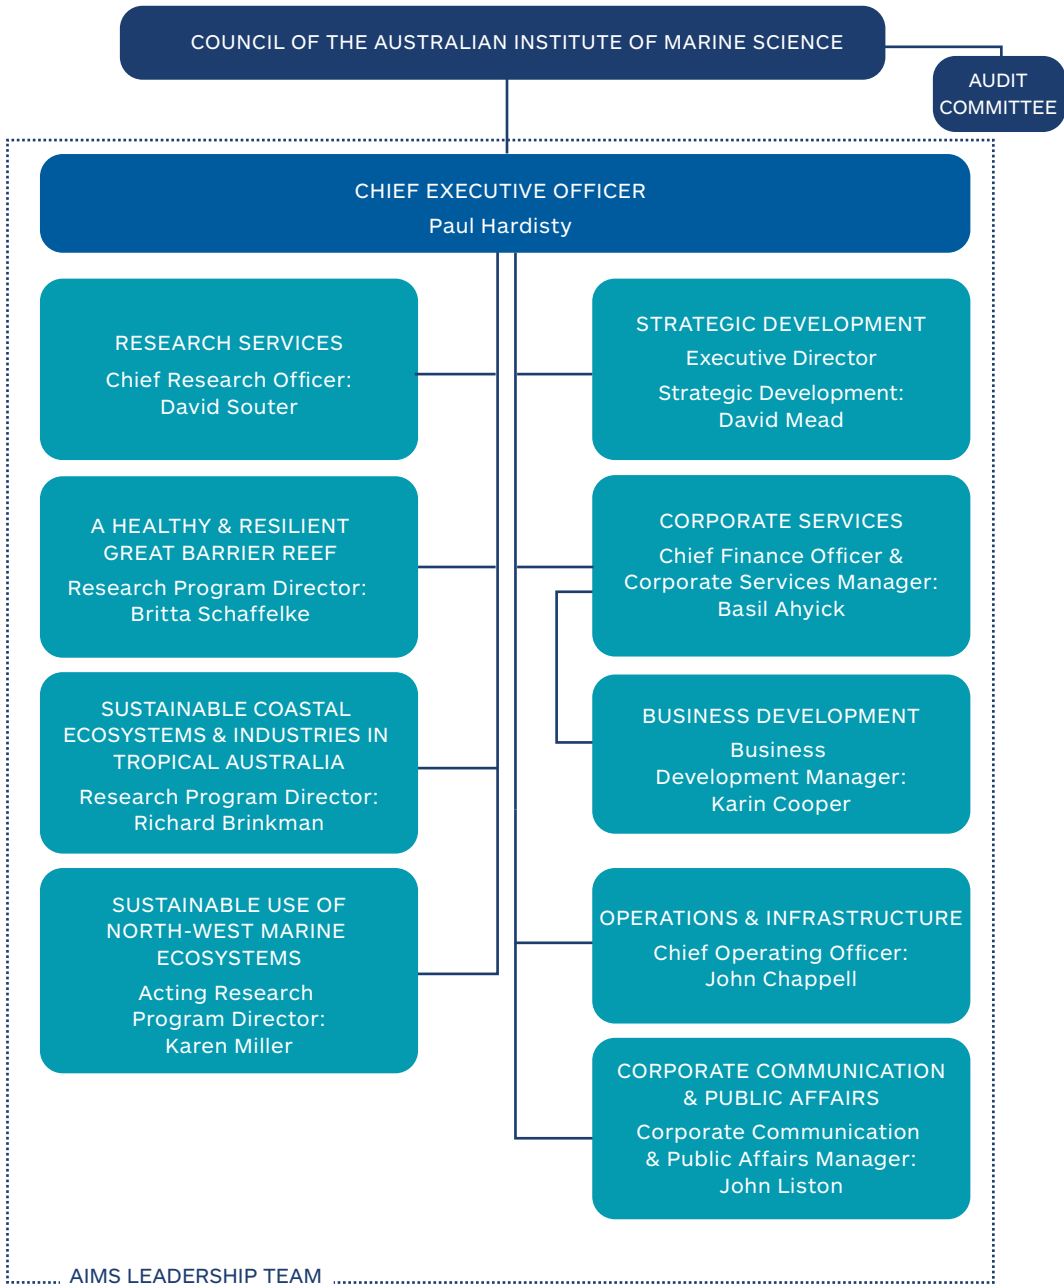 COUNCIL OF THE AUSTRALIAN INSTITUTE OF MARINE SCIENCE
AUDIT
COMMITTEE
CHIEF EXECUTIVE OFFICER
Paul Hardisty
RESEARCH SERVICES
Chief Research Officer:
David Souter
A HEALTHY & RESILIENT
GREAT BARRIER REEF
Research Program Director:
Britta Schaffelke
SUSTAINABLE COASTAL
ECOSYSTEMS & INDUSTRIES IN
TROPICAL AUSTRALIA
Research Program Director:
Richard Brinkman
SUSTAINABLE USE OF
NORTH-WEST MARINE
ECOSYSTEMS
Acting Research
Program Director:
Karen Miller
STRATEGIC DEVELOPMENT
Executive Director
Strategic Development:
David Mead
CORPORATE SERVICES
Chief Finance Officer &
Corporate Services Manager:
Basil Ahyick
BUSINESS DEVELOPMENT
Business
Development Manager:
Karin Cooper
OPERATIONS & INFRASTRUCTURE
Chief Operating Officer:
John Chappell
CORPORATE COMMUNICATION
& PUBLIC AFFAIRS
Corporate Communication
& Public Affairs Manager:
John Liston
AIMS LEADERSHIP TEAM